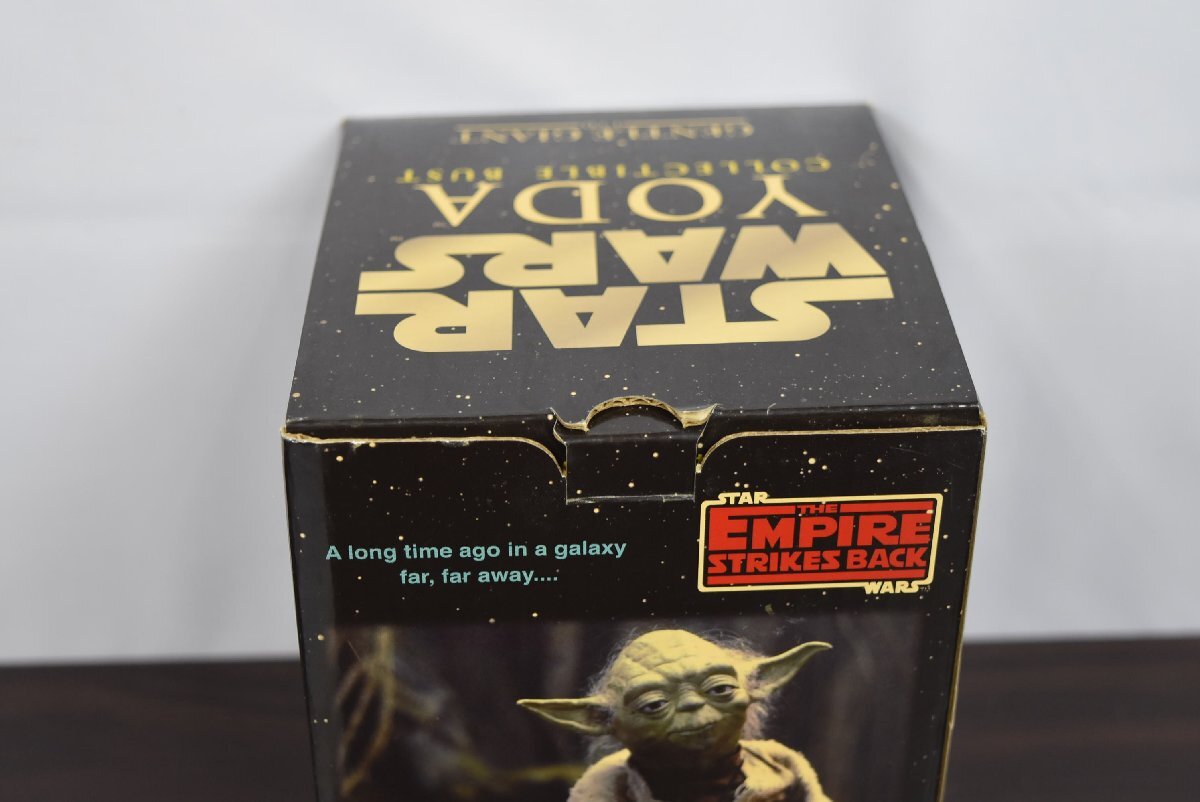 STAR
WARS
YODA
COLLECTIBLE BUST
GENTLE GIANT
A long time ago in a galaxy
far, far away....
STAR
THE
EMPIRE
STRIKES BACK
WARS